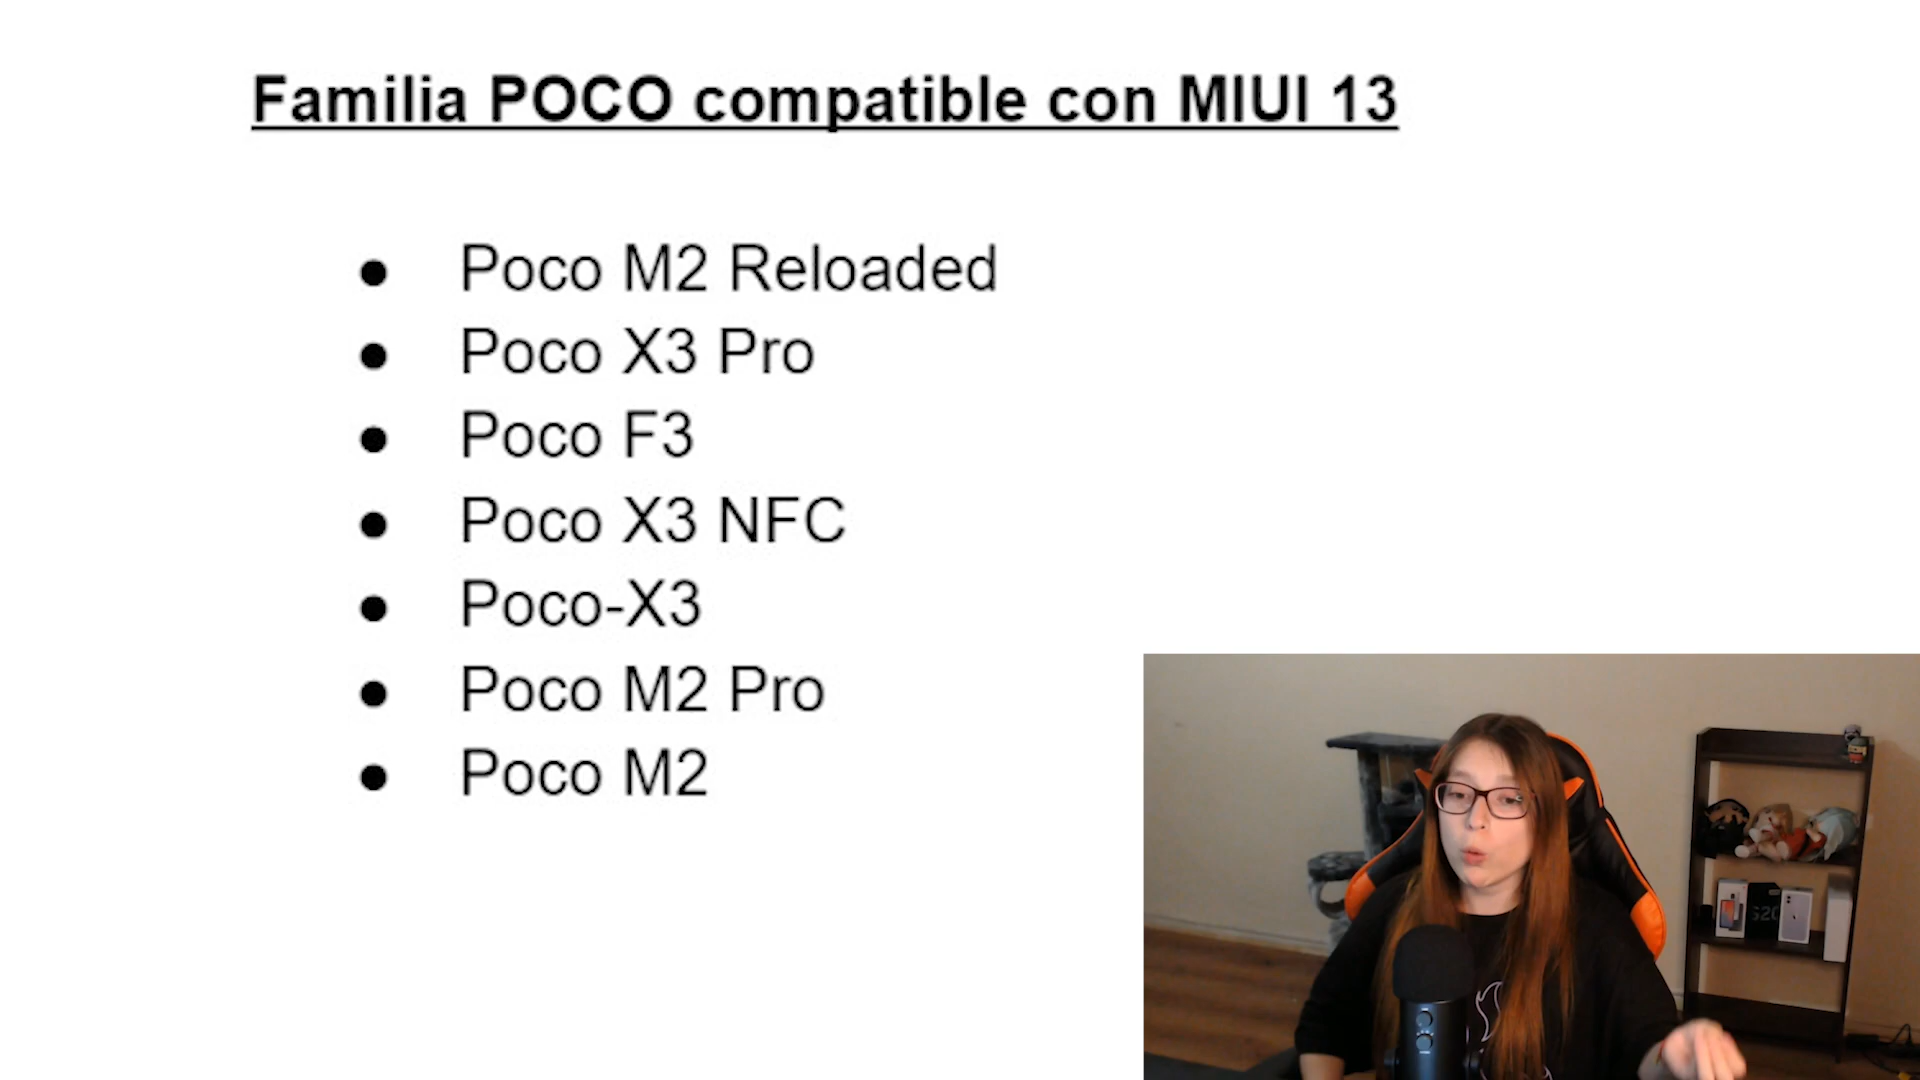 Familia POCO compatible con MIUI 13
● Poco M2 Reloaded
● Poco X3 Pro
● Poco F3
● Poco X3 NFC
● Poco-X3
● Poco M2 Pro
● Poco M2
S20